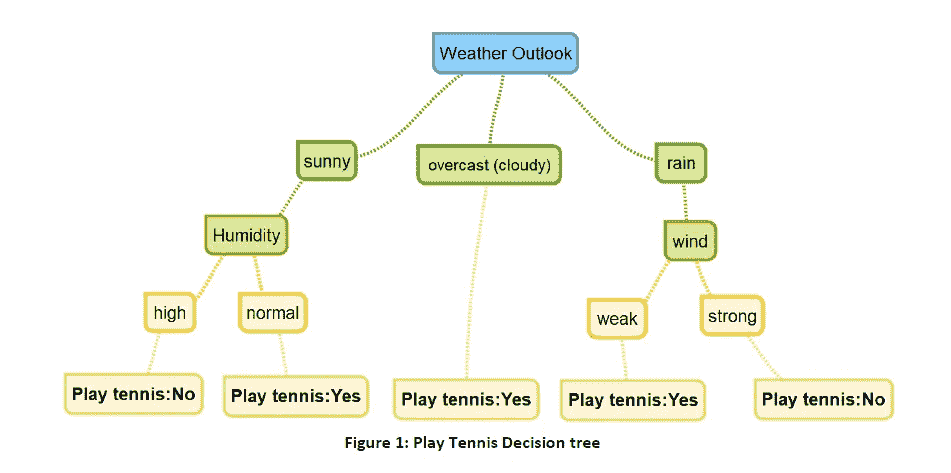 Weather Outlook
sunny
overcast (cloudy)
rain
Humidity
wind
high
normal
weak
strong
Play tennis:No
Play tennis:Yes
Play tennis:Yes
Play tennis:Yes
Play tennis:No
Figure 1: Play Tennis Decision tree